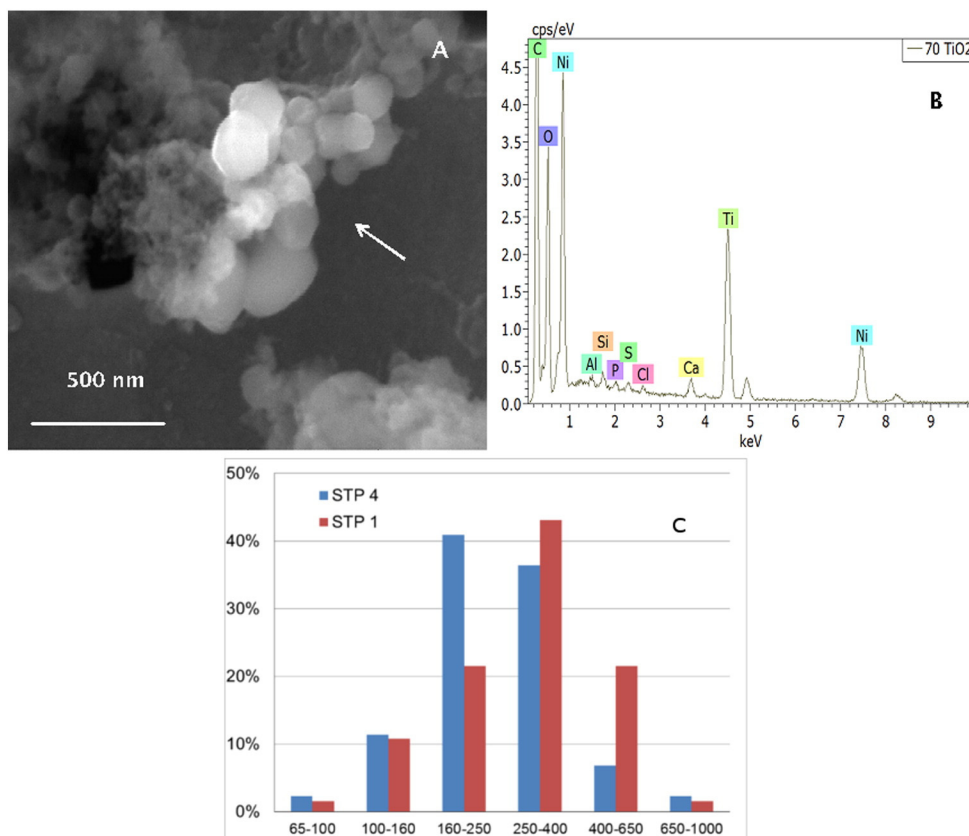 A
500 nm
cps/eV
70 TiO2
B
C
Ni
O
Ti
Si
S
Al
P
Cl
Ca
Ni
4.5
4.0
3.5
3.0
2.5
2.0
1.5
1.0
0.5
0.0
1 2 3 4 5 6 7 8 9
keV
STP 4
STP 1
C
50%
40%
30%
20%
10%
0%
65-100 100-160 160-250 250-400 400-650 650-1000